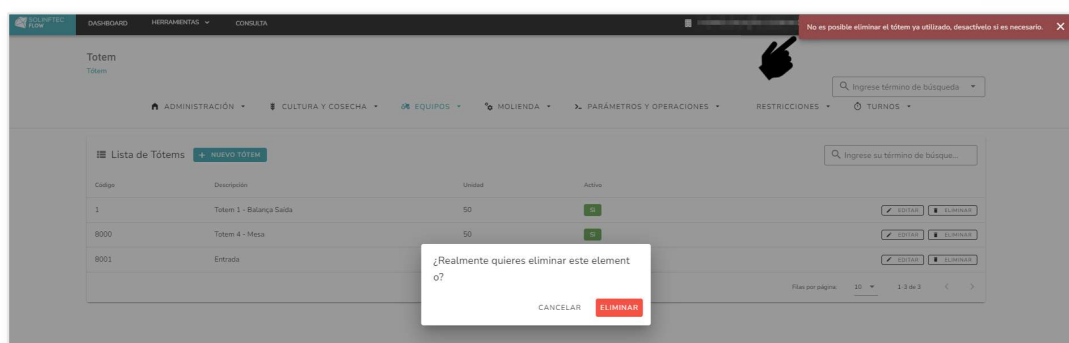 SOLINFTEC
FLOW
DASHBOARD HERRAMIENTAS CONSULTA
No es posible eliminar el tótem ya utilizado, desactívelo si es necesario.
Totem
Tótem
Ingrese término de búsqueda
ADMINISTRACIÓN CULTURA Y COSECHA EQUIPOS MOLIENDA PARÁMETROS Y OPERACIONES RESTRICCIONES TURNOS
Lista de Tótems + NUEVO TÓTEM
Ingrese su término de búsque...
Código Descripción Unidad Activo
1 Totem 1 - Balança Saída 50 SI EDITAR ELIMINAR
8000 Totem 4 - Mesa 50 SI EDITAR ELIMINAR
8001 Entrada EDITAR ELIMINAR
¿Realmente quieres eliminar este element
o?
CANCELAR ELIMINAR
Filas por página: 10 1-3 de 3